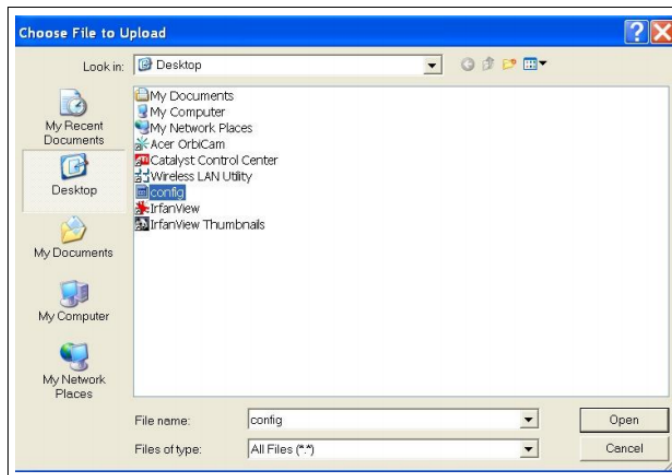 Choose File to Upload
Look in: Desktop
My Recent
Documents
Desktop
My Documents
My Computer
My Network
Places
My Documents
My Computer
My Network Places
Acer OrbiCam
Catalyst Control Center
Wireless LAN Utility
config
IrfanView
IrfanView Thumbnails
File name: config Open
Files of type: All Files (*.*) Cancel